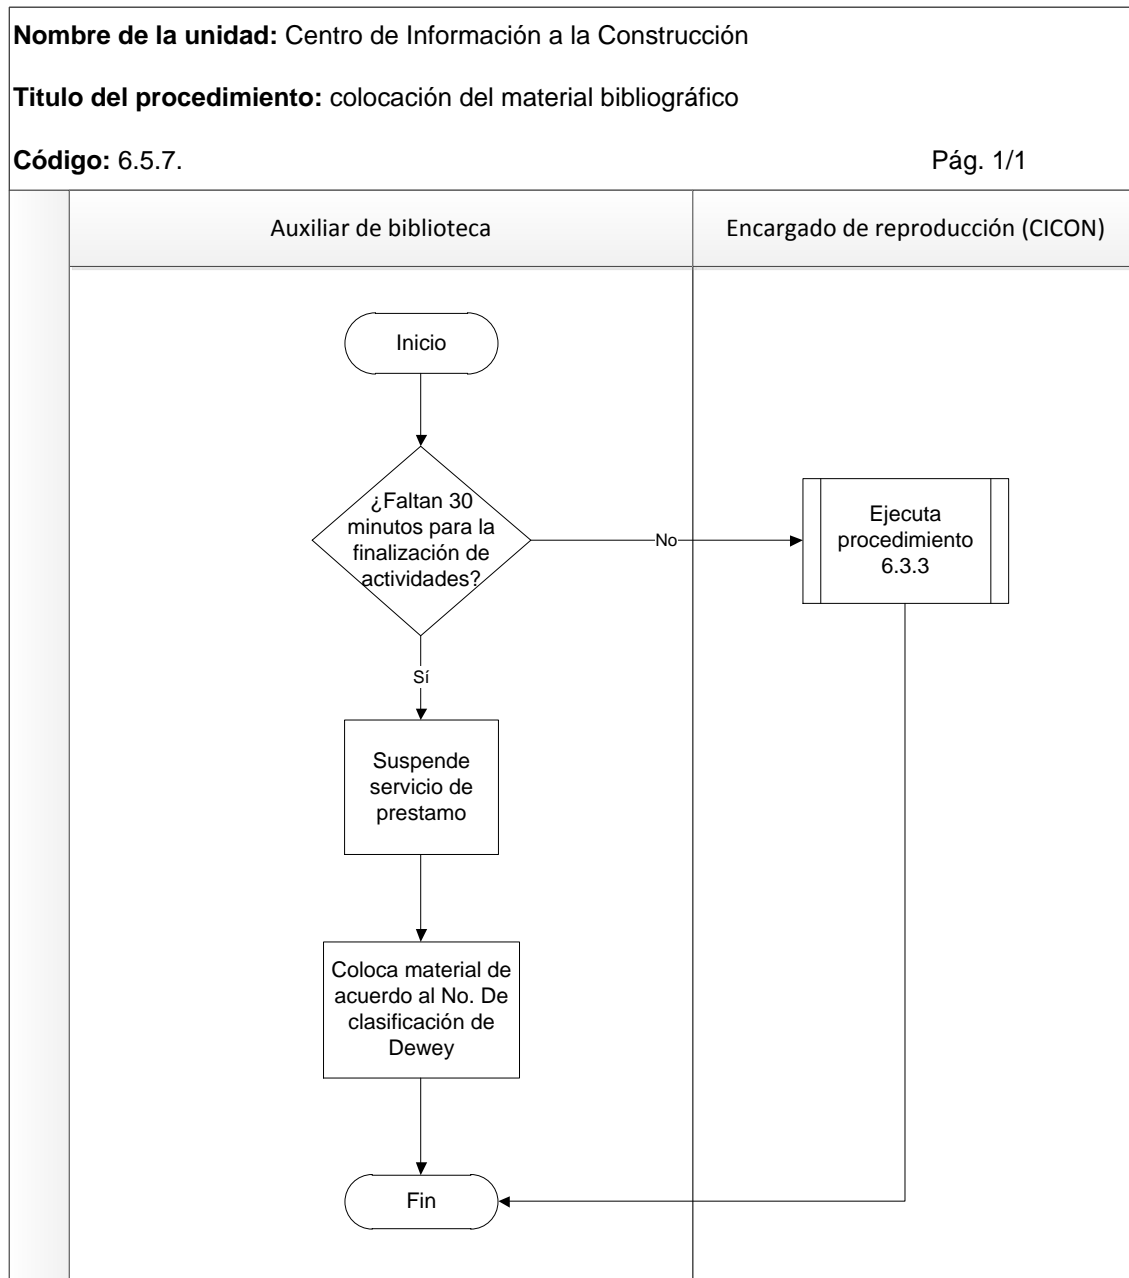 Nombre de la unidad: Centro de Información a la Construcción
Titulo del procedimiento: colocación del material bibliográfico
Código: 6.5.7. Pág. 1/1
Auxiliar de biblioteca
Encargado de reproducción (CICON)
Inicio
¿Faltan 30
minutos para la
finalización de
actividades?
No
Ejecuta
procedimiento
6.3.3
Sí
Suspende
servicio de
prestamo
Coloca material de
acuerdo al No. De
clasificación de
Dewey
Fin